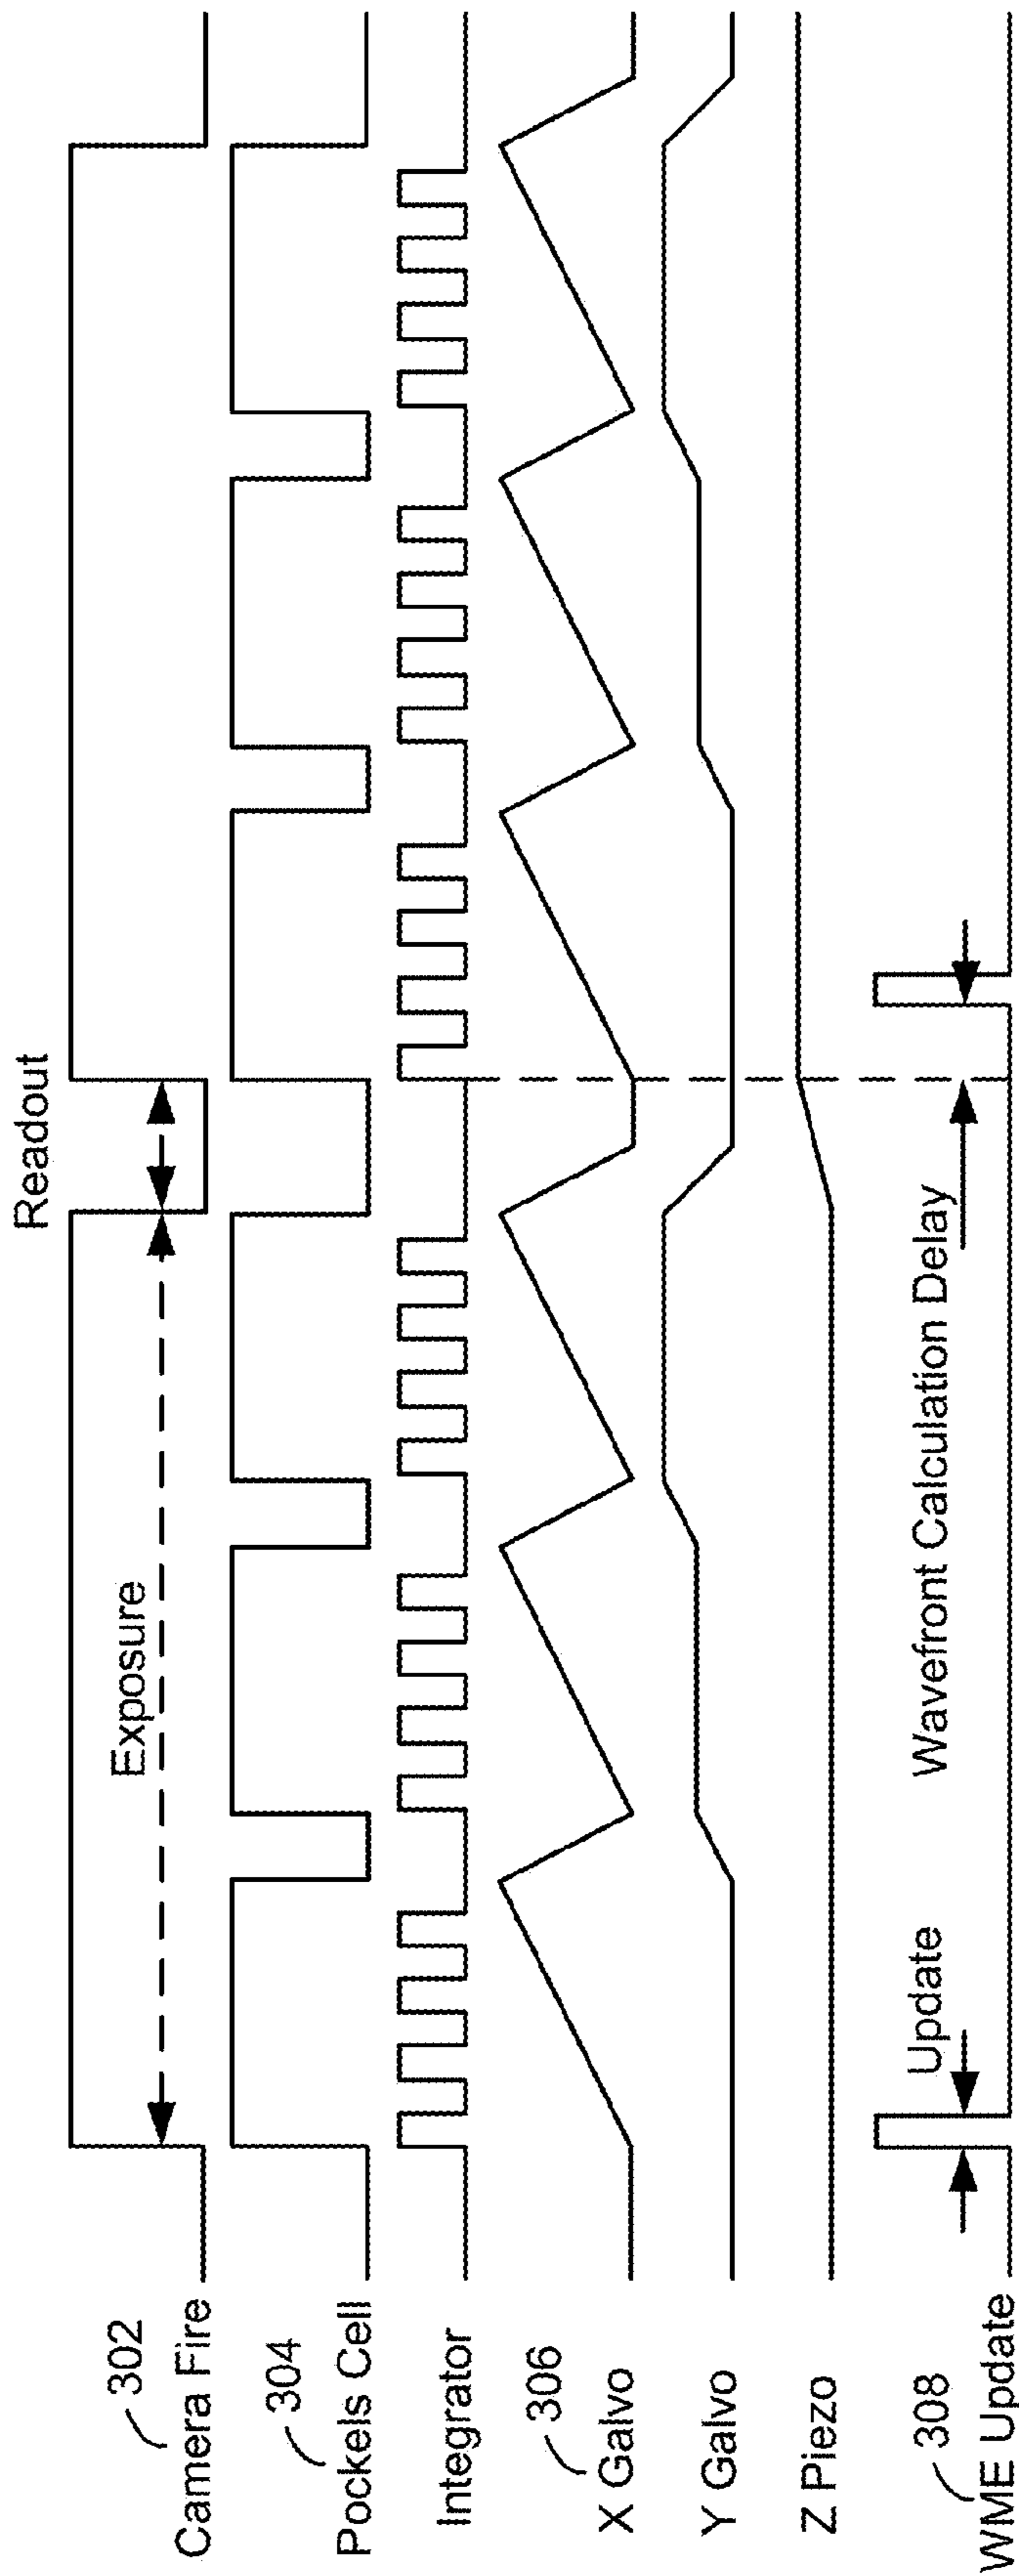 Readout
Exposure
302
Camera Fire
304
Pockels Cell
Integrator
306
X Galvo
Y Galvo
Z Piezo
Update
Wavefront Calculation Delay
308
WME Update